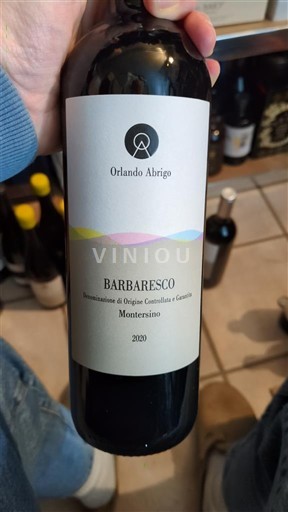 Orlando Abrigo
VINIOU
BARBARESCO
Denominazione di Origine Controllata e Garantita
Montersino
2020